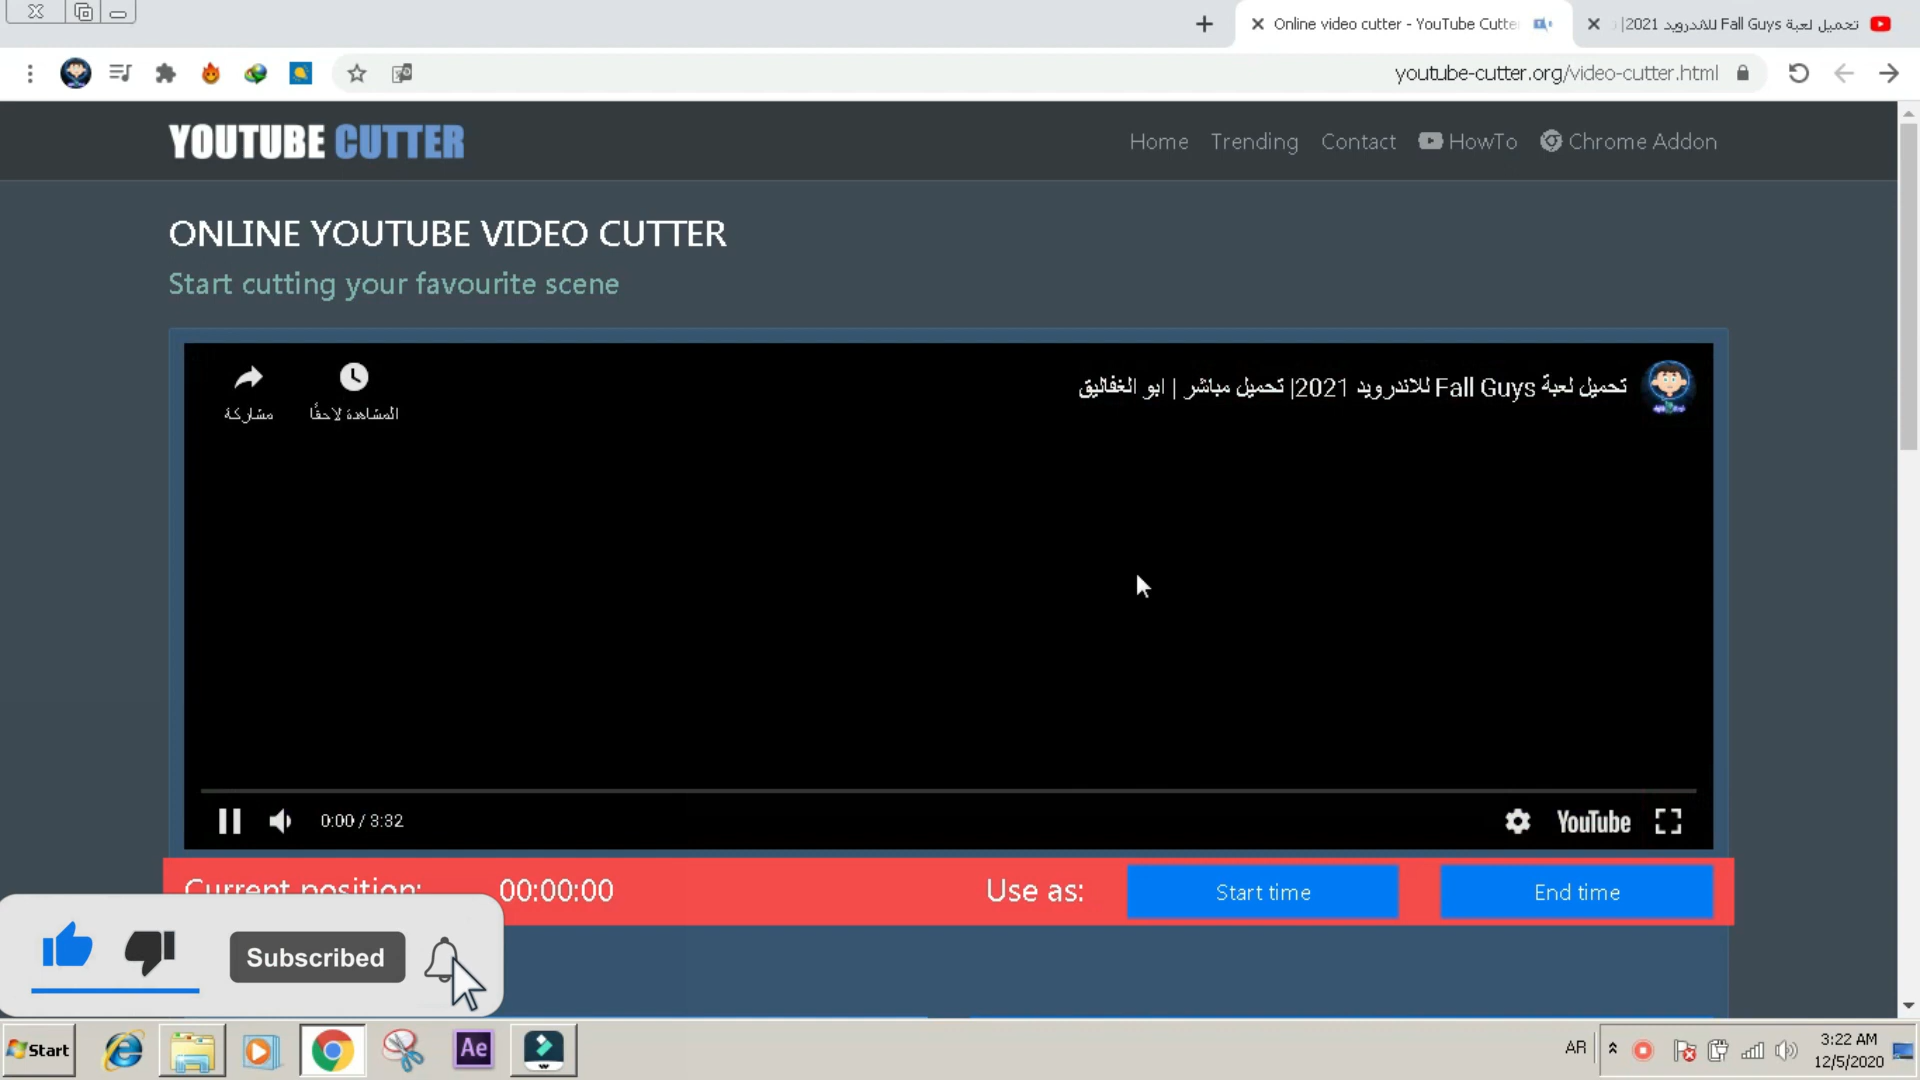 Online video cutter - YouTube Cutte
تحميل لعبة Fall Guys للاندرويد 2021|
youtube-cutter.org/video-cutter.html
YOUTUBE CUTTER
Home
Trending
Contact
HowTo
Chrome Addon
ONLINE YOUTUBE VIDEO CUTTER
Start cutting your favourite scene
مشاركة
المشاهدة لاحقًا
تحميل لعبة Fall Guys للاندرويد 2021| تحميل مباشر | ابو الغفاليق
0:00 / 3:32
YouTube
Current position:
00:00:00
Use as:
Start time
End time
Subscribed
Start
Ae
AR
3:22 AM
12/5/2020